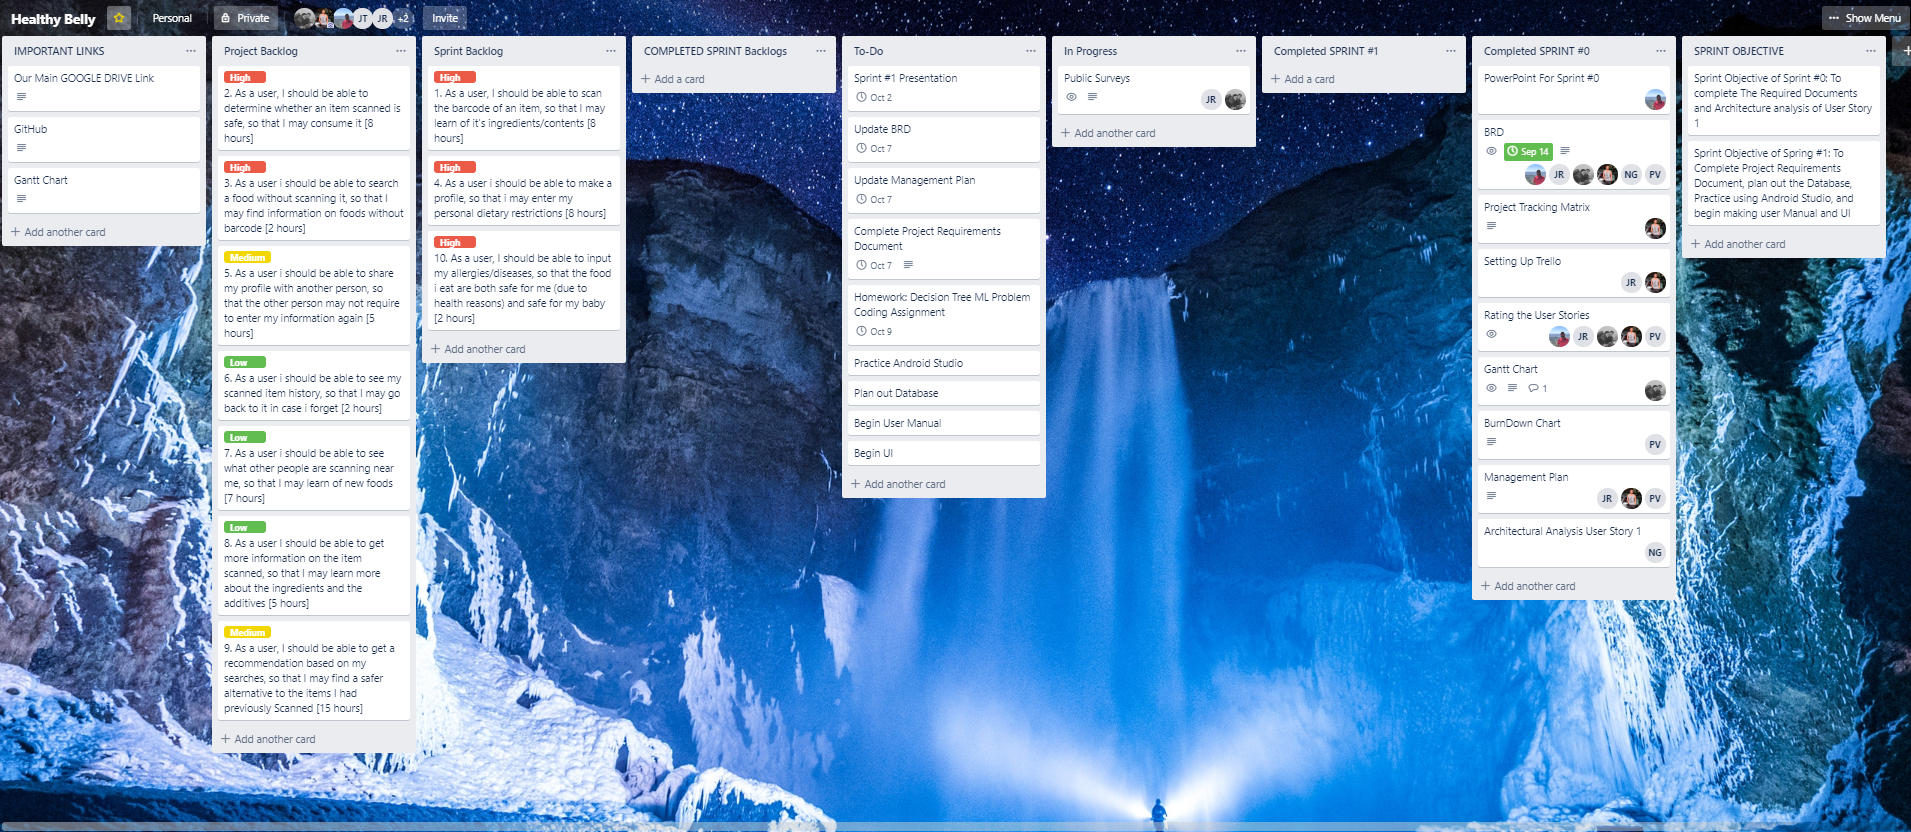 Healthy Belly
Personal
Private
JT
JR
+2
Invite
Show Menu
IMPORTANT LINKS
Our Main GOOGLE DRIVE Link
GitHub
Gantt Chart
+ Add another card
Project Backlog
High
2. As a user, I should be able to
determine whether an item scanned is
safe, so that I may consume it [8
hours]
High
3. As a user i should be able to search
a food without scanning it, so that I
may find information on foods without
barcode [2 hours]
Medium
5. As a user i should be able to share
my profile with another person, so
that the other person may not require
to enter my information again [5
hours]
Low
6. As a user i should be able to see my
scanned item history, so that I may go
back to it in case i forget [2 hours]
Low
7. As a user i should be able to see
what other people are scanning near
me, so that I may learn of new foods
[7 hours]
Low
8. As a user I should be able to get
more information on the item
scanned, so that I may learn more
about the ingredients and the
additives [5 hours]
Medium
9. As a user, I should be able to get a
recommendation based on my
searches, so that I may find a safer
alternative to the items I had
previously Scanned [15 hours]
+ Add another card
Sprint Backlog
High
1. As a user, I should be able to scan
the barcode of an item, so that I may
learn of it's ingredients/contents [8
hours]
High
4. As a user i should be able to make a
profile, so that i may enter my
personal dietary restrictions [8 hours]
High
10. As a user, I should be able to input
my allergies/diseases, so that the food
i eat are both safe for me (due to
health reasons) and safe for my baby
[2 hours]
+ Add another card
COMPLETED SPRINT Backlogs
+ Add a card
To-Do
Sprint #1 Presentation
Oct 2
Update BRD
Oct 7
Update Management Plan
Oct 7
Complete Project Requirements
Document
Oct 7
Homework: Decision Tree ML Problem
Coding Assignment
Oct 9
Practice Android Studio
Plan out Database
Begin User Manual
Begin UI
+ Add another card
In Progress
Public Surveys
JR
+ Add another card
Completed SPRINT #1
+ Add a card
Completed SPRINT #0
PowerPoint For Sprint #0
BRD
Sep 14
JR NG PV
Project Tracking Matrix
Setting Up Trello
JR
Rating the User Stories
JR PV
Gantt Chart
1
BurnDown Chart
PV
Management Plan
JR PV
Architectural Analysis User Story 1
NG
+ Add another card
SPRINT OBJECTIVE
Sprint Objective of Sprint #0: To
complete The Required Documents
and Architecture analysis of User Story
1
Sprint Objective of Spring #1: To
Complete Project Requirements
Document, plan out the Database,
Practice using Android Studio, and
begin making user Manual and UI
+ Add another card